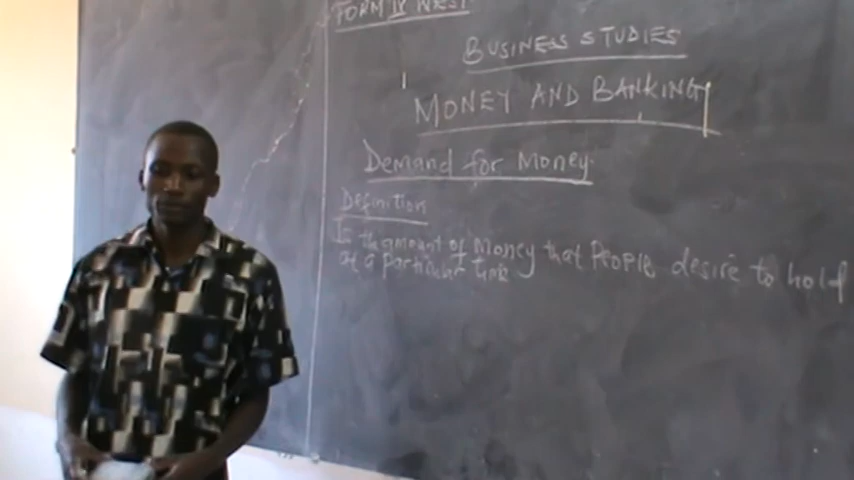 FORM IV WEST
BUSINESS STUDIES
MONEY AND BANKING
Demand for Money
Definition
Is the amount of Money that People desire to hold
at a particular time